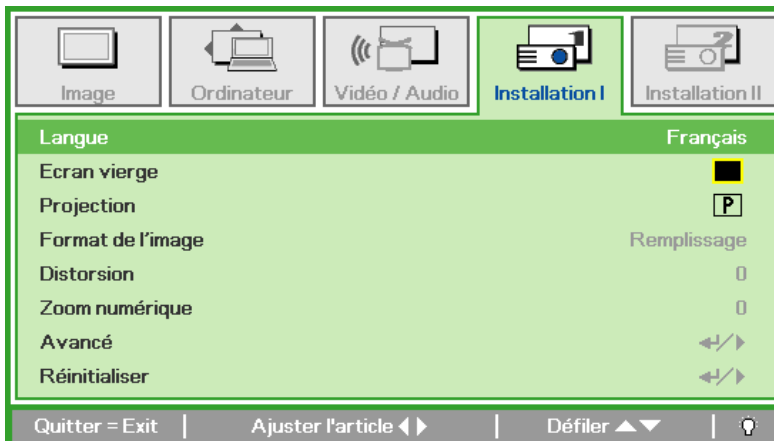 Image Ordinateur Vidéo / Audio Installation I Installation II
Langue Français
Ecran vierge
Projection P
Format de l'image Remplissage
Distorsion 0
Zoom numérique 0
Avancé
Réinitialiser
Quitter = Exit Ajuster l'article Défiler